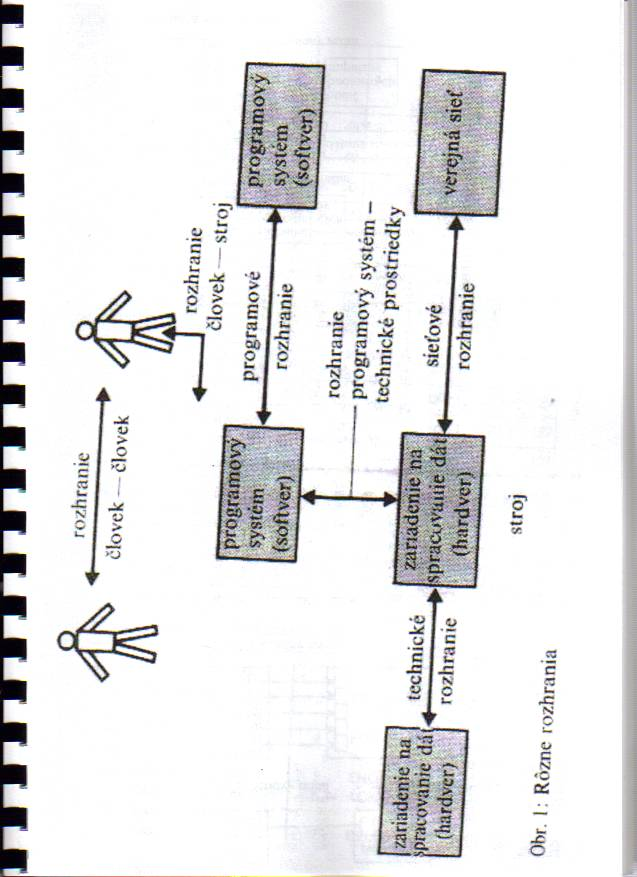 rozhranie
človek — človek
rozhranie
človek — stroj
programový
systém
(softver)
programové
rozhranie
programový
systém
(softver)
rozhranie
programový systém –
technické prostriedky
zariadenie na
spracovanie dát
(hardver)
technické
rozhranie
zariadenie na
spracovanie dát
(hardver)
sieťové
rozhranie
verejná sieť
stroj
Obr. 1: Rôzne rozhrania